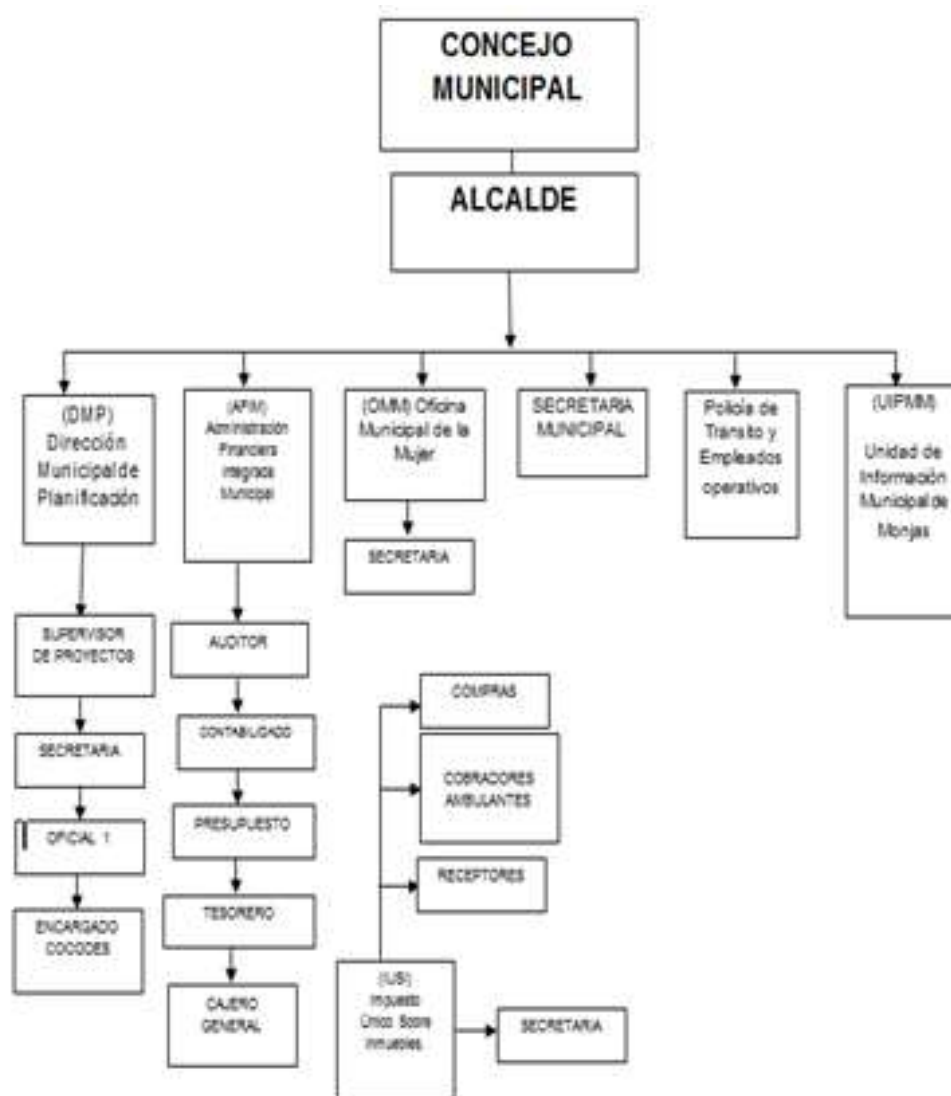 CONCEJO
MUNICIPAL
ALCALDE
(DMP)
Dirección
Municipal de
Planificación
(AFIM)
Administración
Financiera
Integrada
Municipal
(OMM) Oficina
Municipal de la
Mujer
SECRETARIA
MUNICIPAL
Policía de
Transito y
Empleados
operativos
(UIPMM)
Unidad de
Información
Municipal de
Monjas
SECRETARIA
SUPERVISOR
DE PROYECTOS
SECRETARIA
OFICIAL 1
ENCARGADO
COCODES
AUDITOR
CONTABILIDAD
PRESUPUESTO
TESORERO
CAJERO
GENERAL
COMPRAS
COBRADORES
AMBULANTES
RECEPTORES
(IUSI)
Impuesto
Único Sobre
Inmuebles.
SECRETARIA